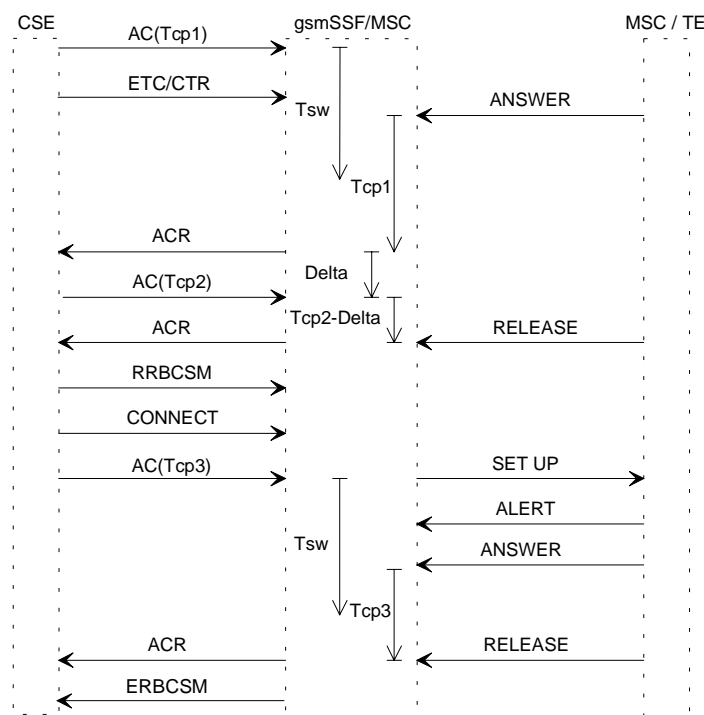 CSE gsmSSF/MSC MSC / TE
AC(Tcp1)
ETC/CTR
ANSWER
Tsw
Tcp1
ACR
Delta
AC(Tcp2)
Tcp2-Delta
ACR
RELEASE
RRBCSM
CONNECT
AC(Tcp3)
SET UP
ALERT
Tsw
ANSWER
Tcp3
ACR
RELEASE
ERBCSM